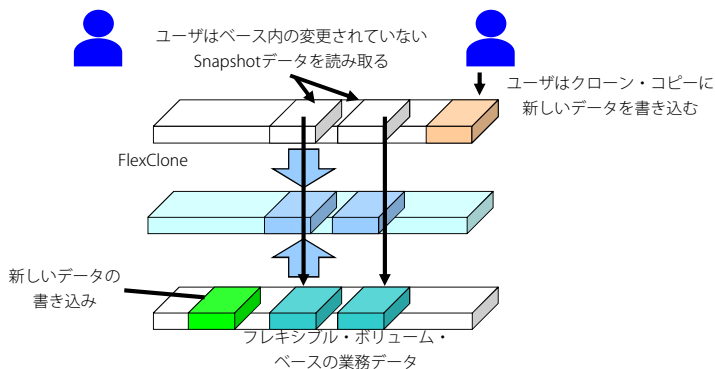 ユーザはベース内の変更されていない
Snapshotデータを読み取る
ユーザはクローン・コピーに
新しいデータを書き込む
FlexClone
新しいデータの
書き込み
フレキシブル・ボリューム・
ベースの業務データ